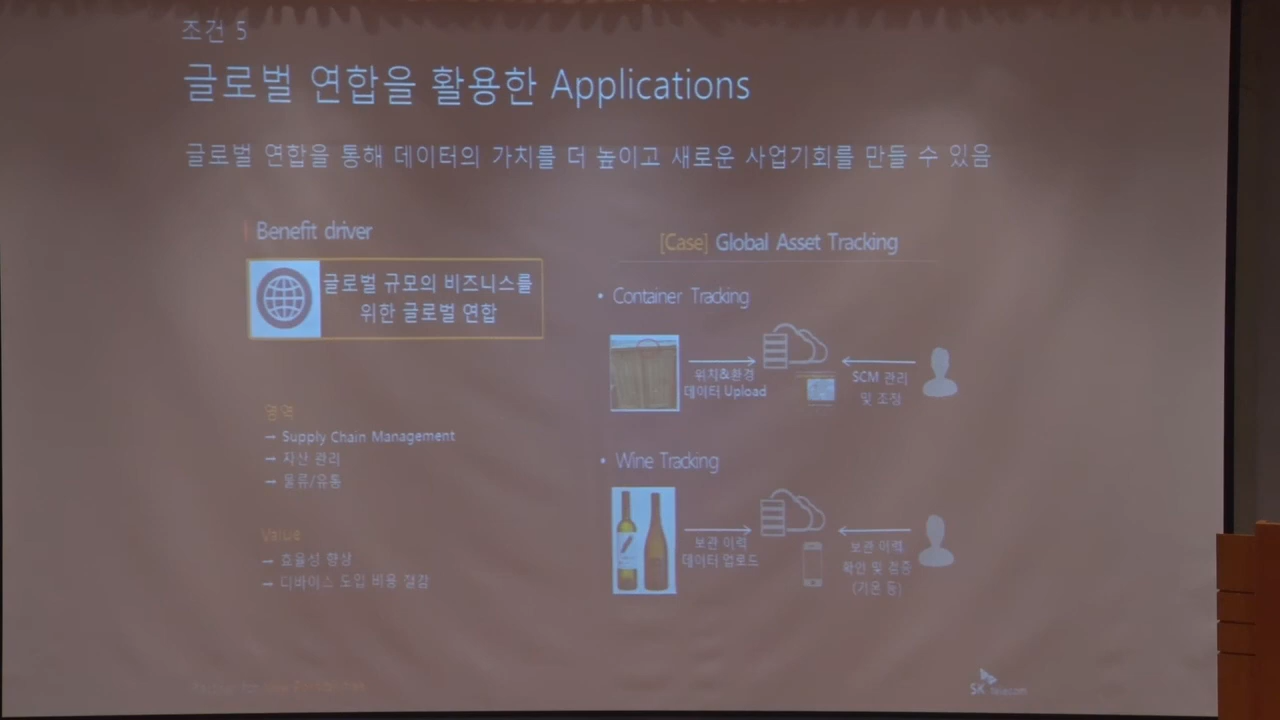 조건 5
글로벌 연합을 활용한 Applications
글로벌 연합을 통해 데이터의 가치를 더 높이고 새로운 사업기회를 만들 수 있음
Benefit driver
글로벌 규모의 비즈니스를
위한 글로벌 연합
영역
→ Supply Chain Management
→ 자산 관리
→ 물류/유통
Value
→ 효율성 향상
→ 디바이스 도입 비용 절감
[Case] Global Asset Tracking
• Container Tracking
위치&환경
데이터 Upload
SCM 관리
및 조정
• Wine Tracking
보관 이력
데이터 업로드
보관 이력
확인 및 검증
(기온 등)
SK telecom